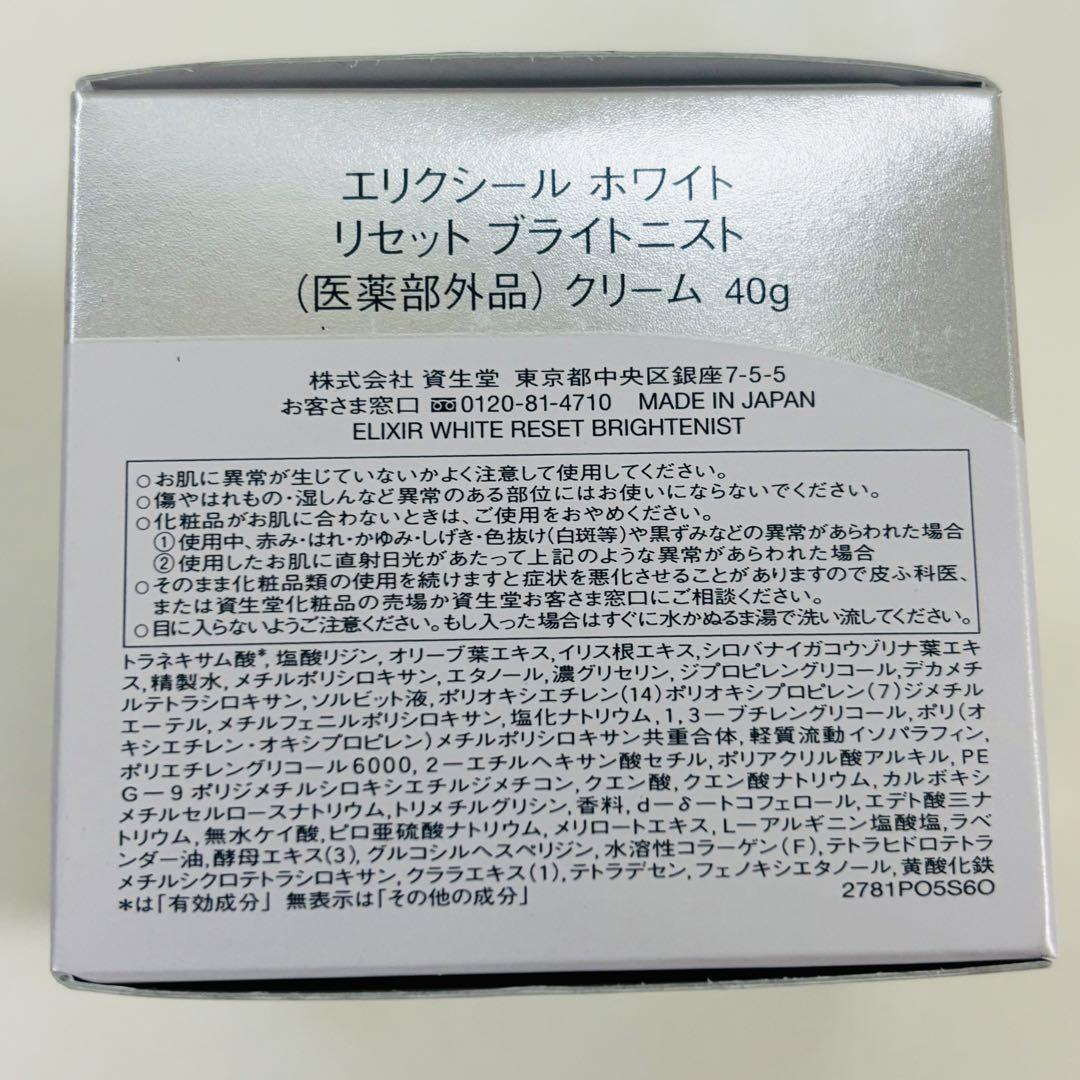 エリクシール ホワイト
リセット ブライトニスト
(医薬部外品) クリーム 40g
株式会社 資生堂 東京都中央区銀座7-5-5
お客さま窓口 0120-81-4710 MADE IN JAPAN
ELIXIR WHITE RESET BRIGHTENIST
○お肌に異常が生じていないかよく注意して使用してください。
○傷やはれもの・湿しんなど異常のある部位にはお使いにならないでください。
○化粧品がお肌に合わないときは、ご使用をおやめください。
①使用中、赤み・はれ・かゆみ・しげき・色抜け(白斑等)や黒ずみなどの異常があらわれた場合
②使用したお肌に直射日光があたって上記のような異常があらわれた場合
○そのまま化粧品類の使用を続けますと症状を悪化させることがありますので皮ふ科医、
または資生堂化粧品の売場か資生堂お客さま窓口にご相談ください。
○目に入らないようご注意ください。もし入った場合はすぐに水かぬるま湯で洗い流してください。
トラネキサム酸*, 塩酸リジン, オリーブ葉エキス, イリス根エキス, シロバナイガコウゾリナ葉エキ
ス, 精製水, メチルポリシロキサン, エタノール, 濃グリセリン, ジプロピレングリコール, デカメチ
ルテトラシロキサン, ソルビット液, ポリオキシエチレン(14)ポリオキシプロピレン(7)ジメチル
エーテル, メチルフェニルポリシロキサン, 塩化ナトリウム, 1,3−ブチレングリコール, ポリ(オ
キシエチレン・オキシプロピレン)メチルポリシロキサン共重合体, 軽質流動イソパラフィン,
ポリエチレングリコール6000, 2−エチルヘキサン酸セチル, ポリアクリル酸アルキル, PE
G−9ポリジメチルシロキシエチルジメチコン, クエン酸, クエン酸ナトリウム, カルボキシ
メチルセルロースナトリウム, トリメチルグリシン, 香料, d−δ−トコフェロール, エデト酸三ナ
トリウム, 無水ケイ酸, ピロ亜硫酸ナトリウム, メリロートエキス, L−アルギニン塩酸塩, ラベ
ンダー油, 酵母エキス(3), グルコシルヘスペリジン, 水溶性コラーゲン(F), テトラヒドロテトラ
メチルシクロテトラシロキサン, クララエキス(1), テトラデセン, フェノキシエタノール, 黄酸化鉄
*は「有効成分」 無表示は「その他の成分」 2781PO5S6O